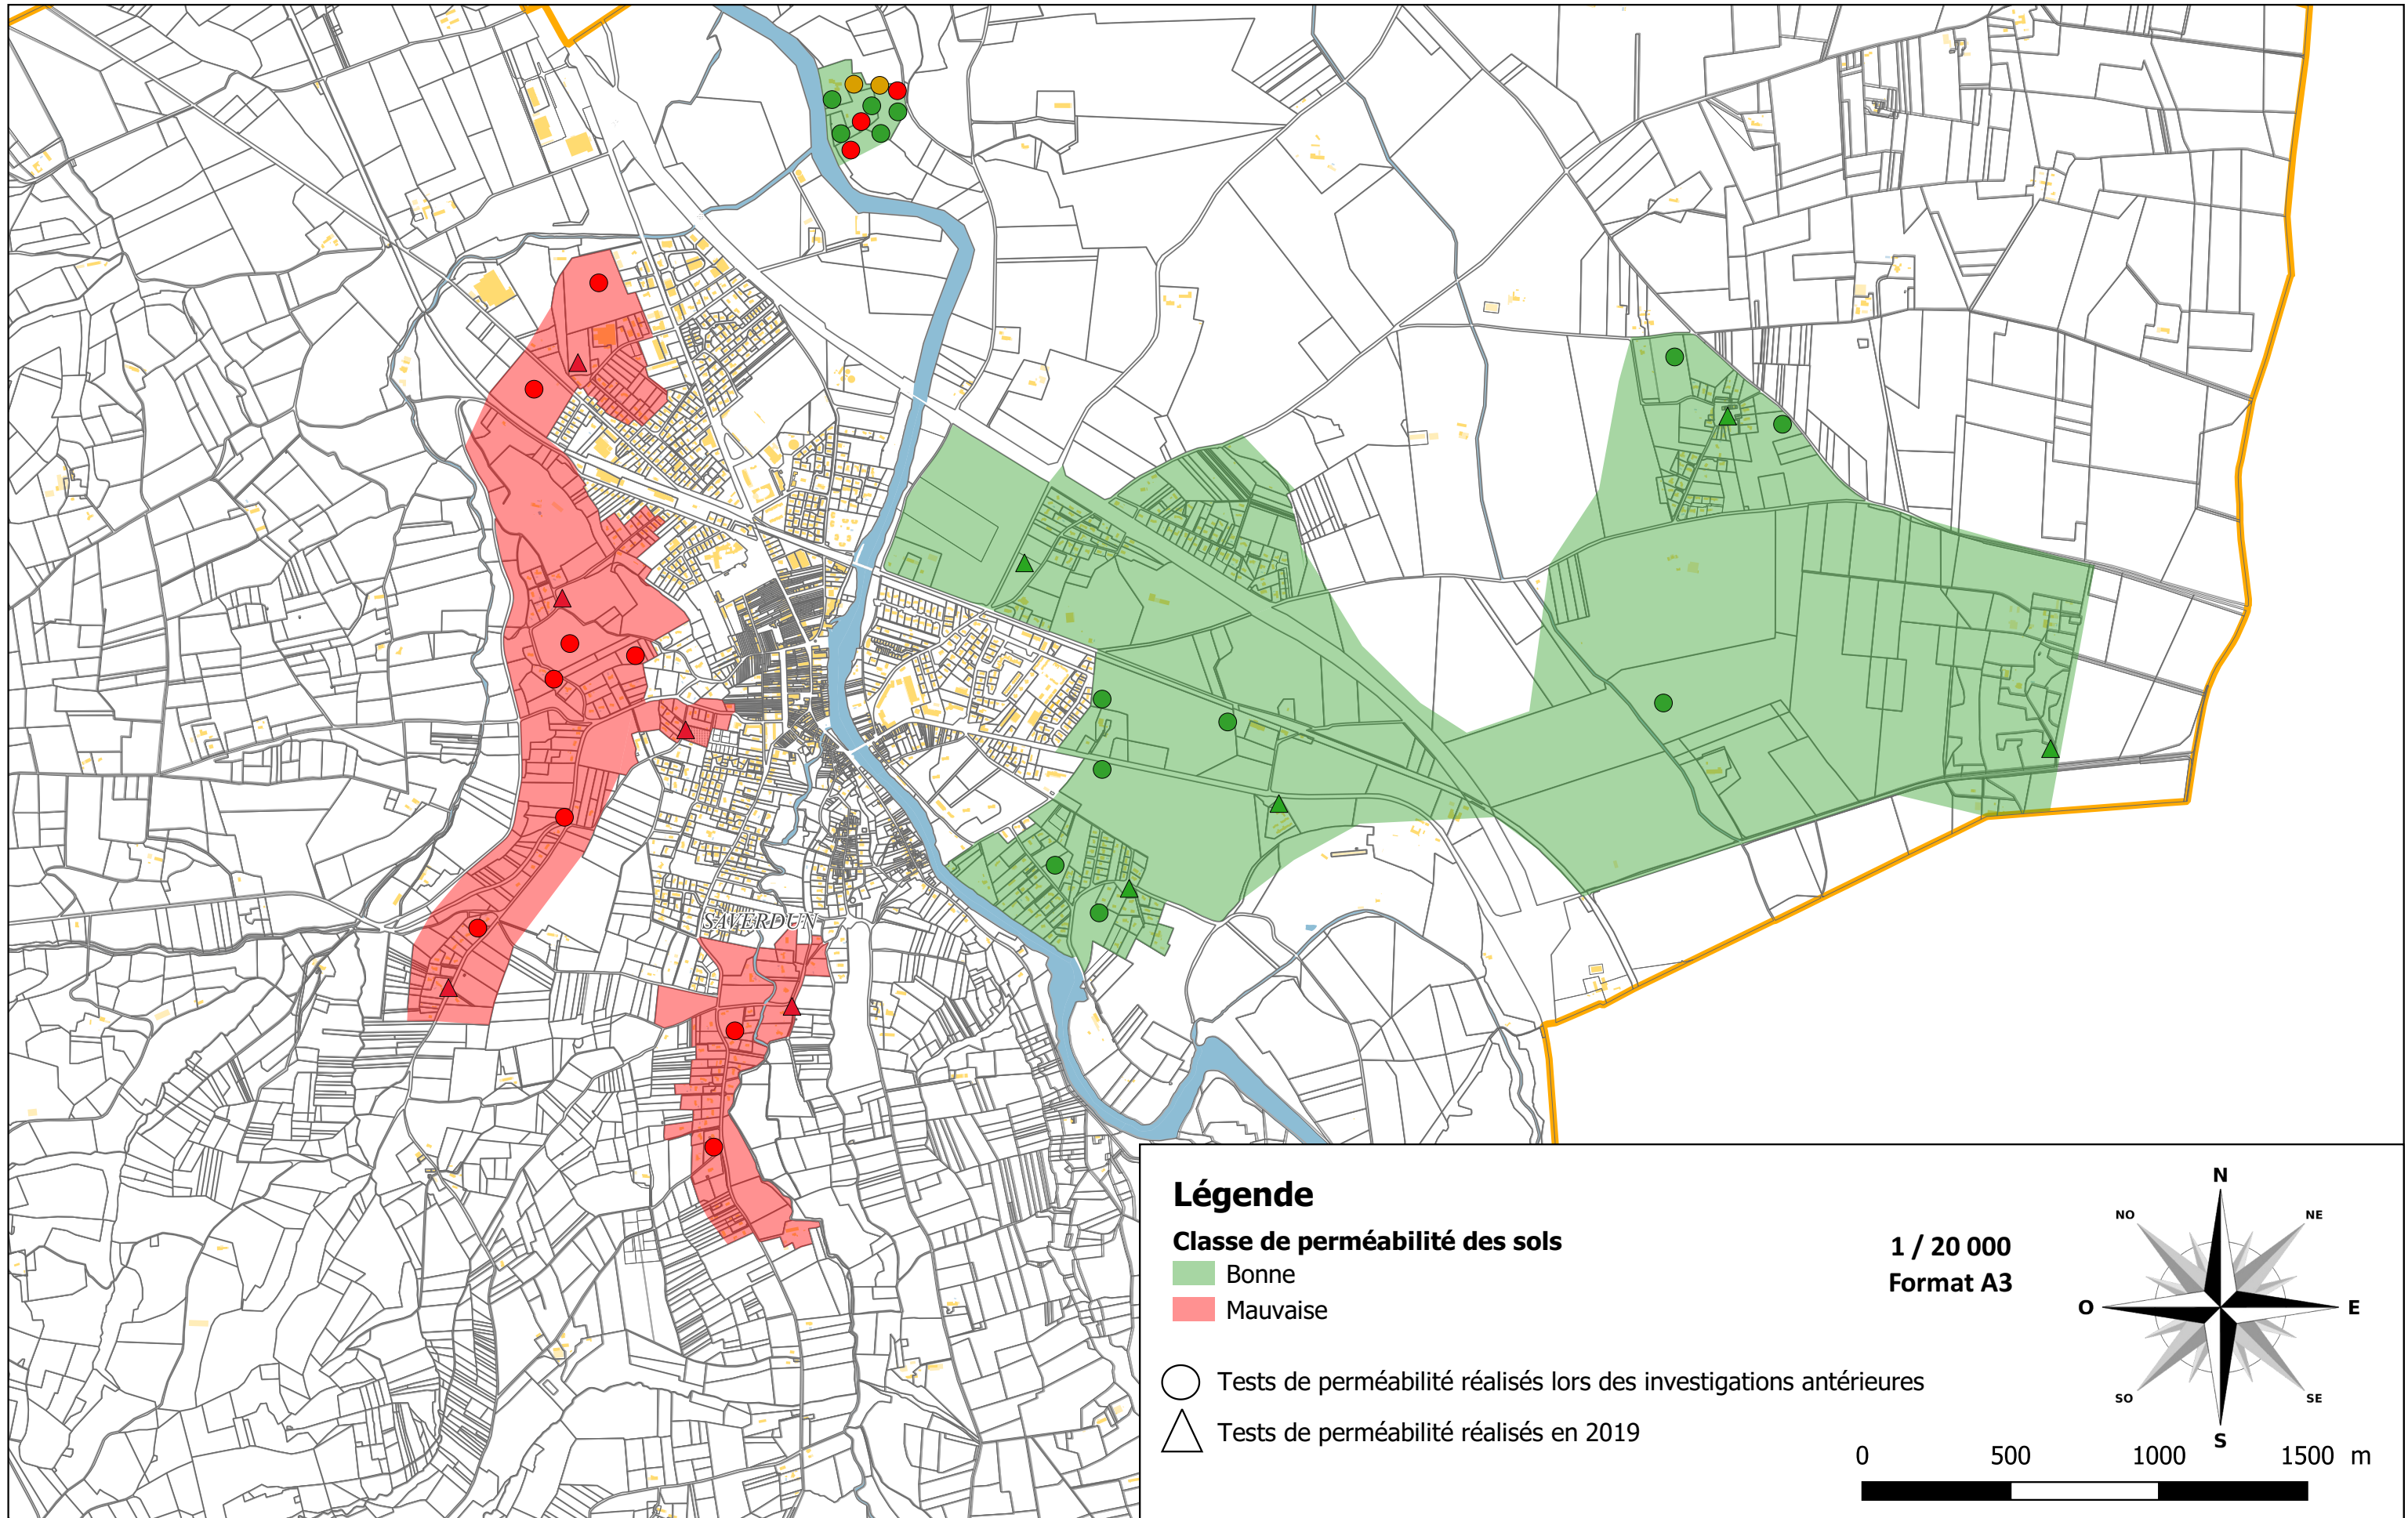 SAVERDUN
Légende
Classe de perméabilité des sols
Bonne
Mauvaise
Tests de perméabilité réalisés lors des investigations antérieures
Tests de perméabilité réalisés en 2019
1 / 20 000
Format A3
N
NO
NE
O
E
SO
SE
S
0 500 1000 1500 m